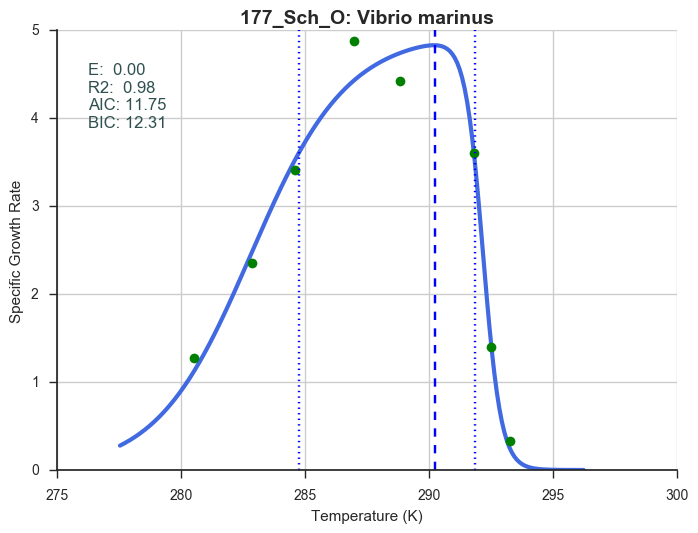 177_Sch_O: Vibrio marinus
E: 0.00
R2: 0.98
AIC: 11.75
BIC: 12.31
Specific Growth Rate
5
4
3
2
1
0
275 280 285 290 295 300
Temperature (K)